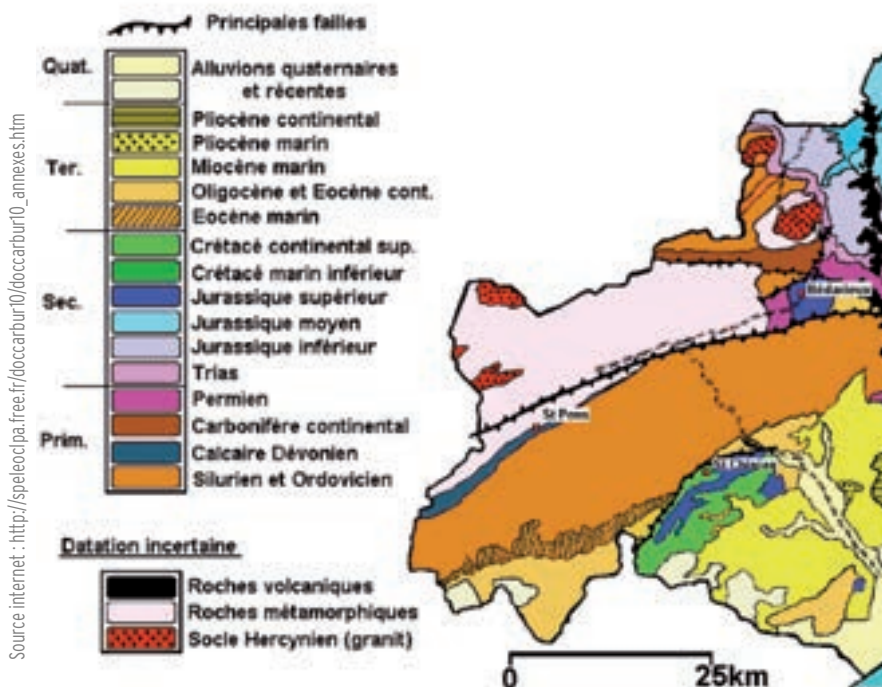 Source internet : http://speleoclpa.free.fr/doccarbur10/doccarbur10_annexes.htm
Principales failles
Quat.
Alluvions quaternaires
et récentes
Ter.
Pliocène continental
Pliocène marin
Miocène marin
Oligocène et Eocène cont.
Eocène marin
Sec.
Crétacé continental sup.
Crétacé marin inférieur
Jurassique supérieur
Jurassique moyen
Jurassique inférieur
Trias
Prim.
Permien
Carbonifère continental
Calcaire Dévonien
Silurien et Ordovicien
Datation incertaine
Roches volcaniques
Roches métamorphiques
Socle Hercynien (granit)
Bédarieux
St Pons
St Chinian
0
25km